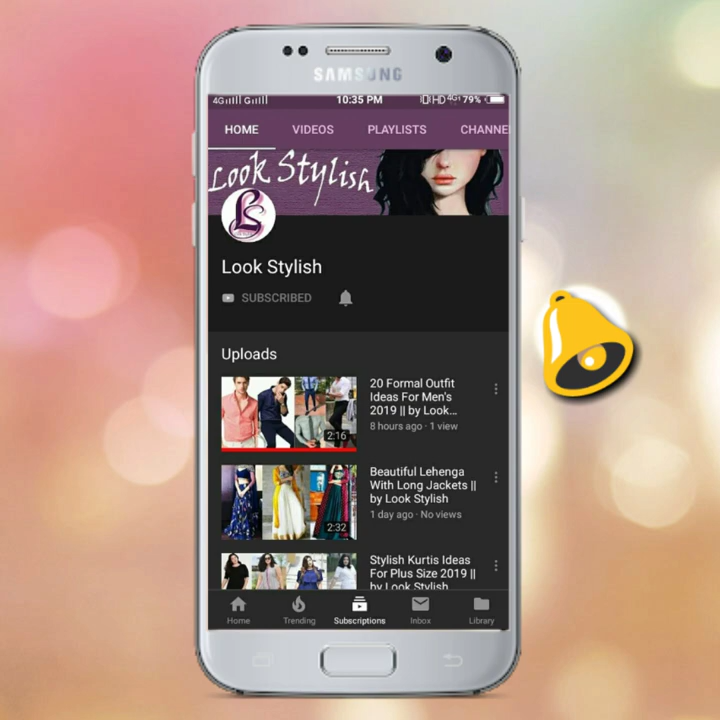 SAMSUNG
10:35 PM
HD 4G+ 79%
HOME VIDEOS PLAYLISTS CHANNE
Look Stylish
LS
Look Stylish
SUBSCRIBED
Uploads
20 Formal Outfit
Ideas For Men's
2019 || by Look...
8 hours ago · 1 view
2:16
Beautiful Lehenga
With Long Jackets ||
by Look Stylish
1 day ago · No views
2:32
Stylish Kurtis Ideas
For Plus Size 2019 ||
by Look Stylish
Home Trending Subscriptions Inbox Library